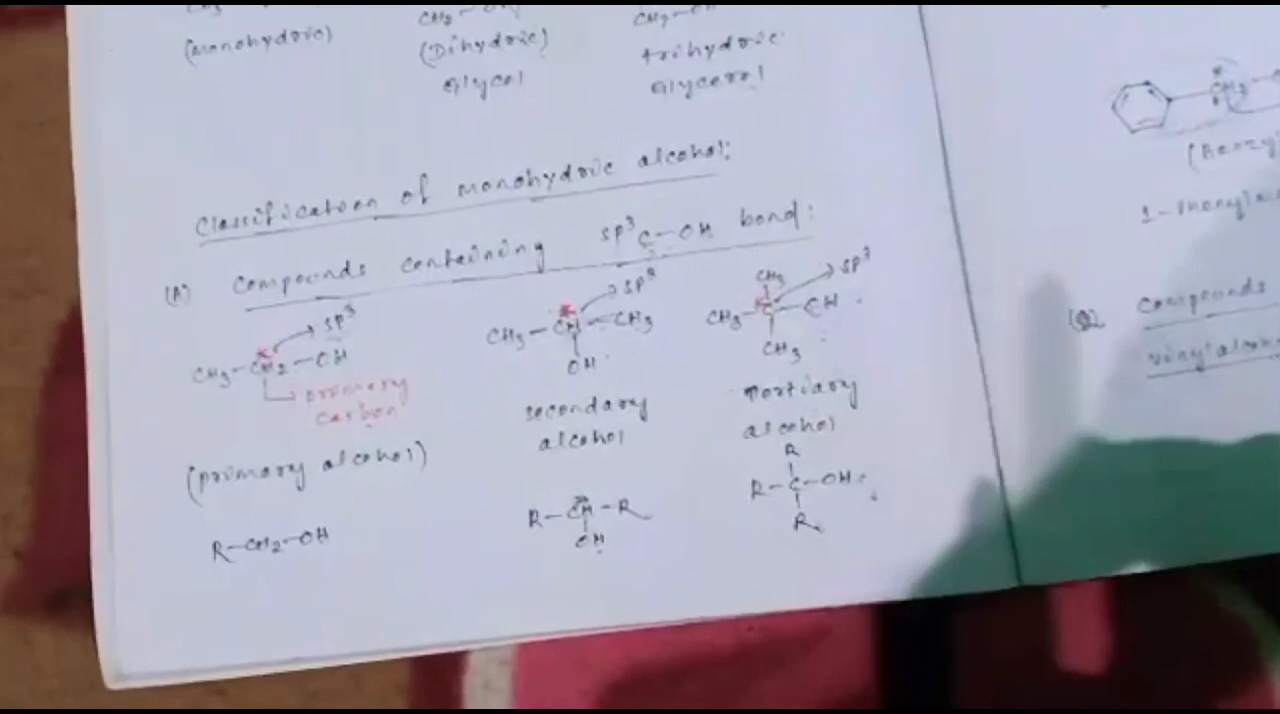 (Monohydric) (Dihydric) trihydric
Glycol Glycerol
Classification of monohydric alcohol:
(A) Compounds containing sp³ C-OH bond:
CH₃-CH₂-OH → sp³
primary
carbon
(primary alcohol)
R-CH₂-OH
CH₃-CH-CH₃ → sp³
OH
secondary
alcohol
R-CH-R
OH
CH₃
CH₃-C-OH → sp³
CH₃
Tertiary
alcohol
R
R-C-OH
R
CH₂
Compounds